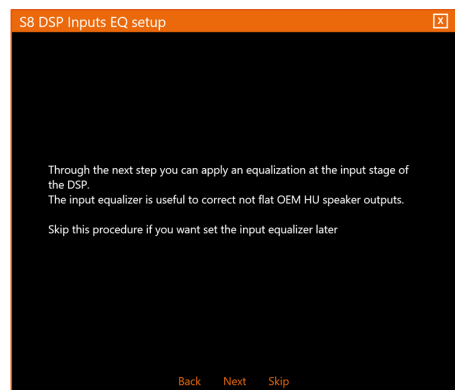 S8 DSP Inputs EQ setup
X
Through the next step you can apply an equalization at the input stage of
the DSP.
The input equalizer is useful to correct not flat OEM HU speaker outputs.
Skip this procedure if you want set the input equalizer later
Back Next Skip